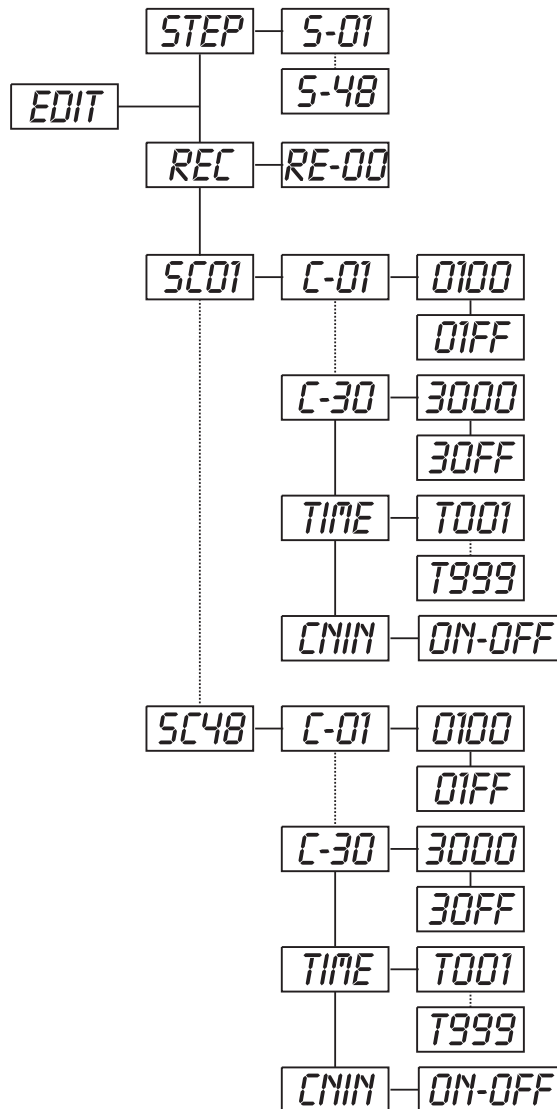 STEP S-01
S-48
EDIT
REC RE-00
SC01 C-01 0100
01FF
C-30 3000
30FF
TIME T001
T999
CNIN ON-OFF
SC48 C-01 0100
01FF
C-30 3000
30FF
TIME T001
T999
CNIN ON-OFF